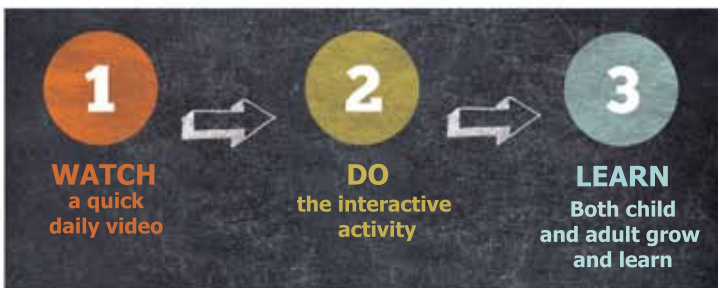 1
WATCH
a quick
daily video
2
DO
the interactive
activity
3
LEARN
Both child
and adult grow
and learn